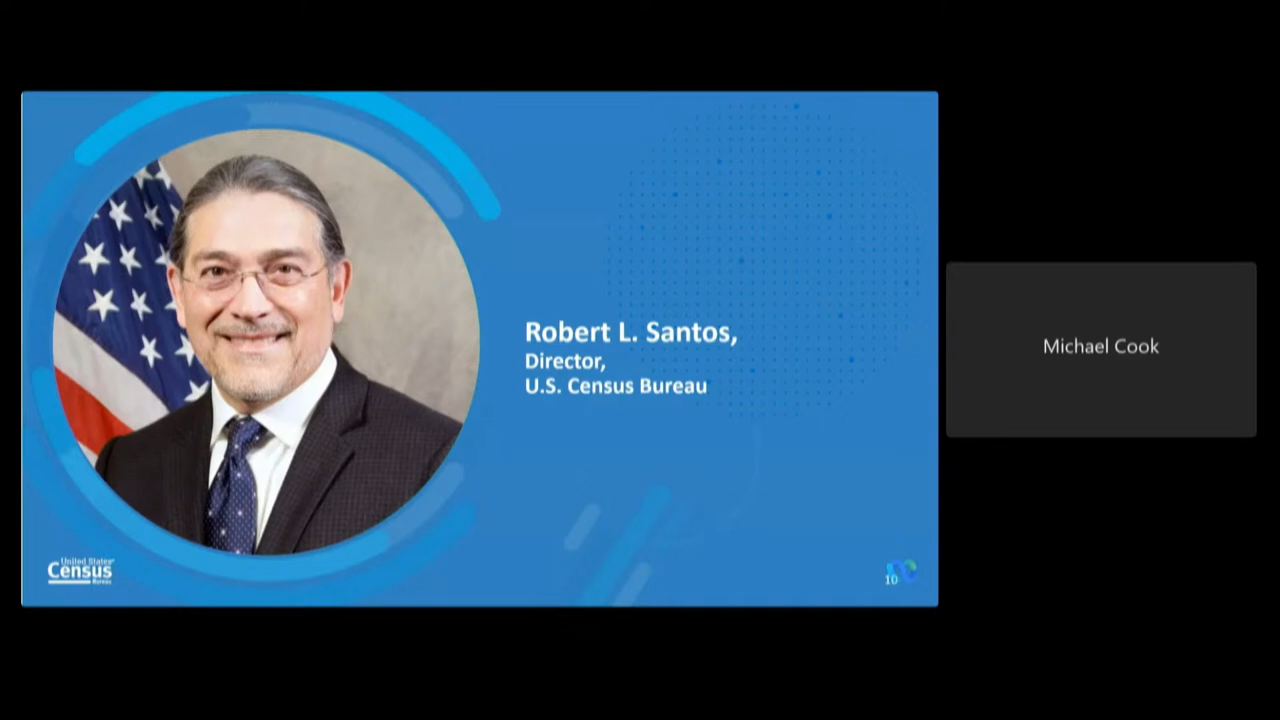 Robert L. Santos,
Director,
U.S. Census Bureau
Michael Cook
United States®
Census
Bureau
10